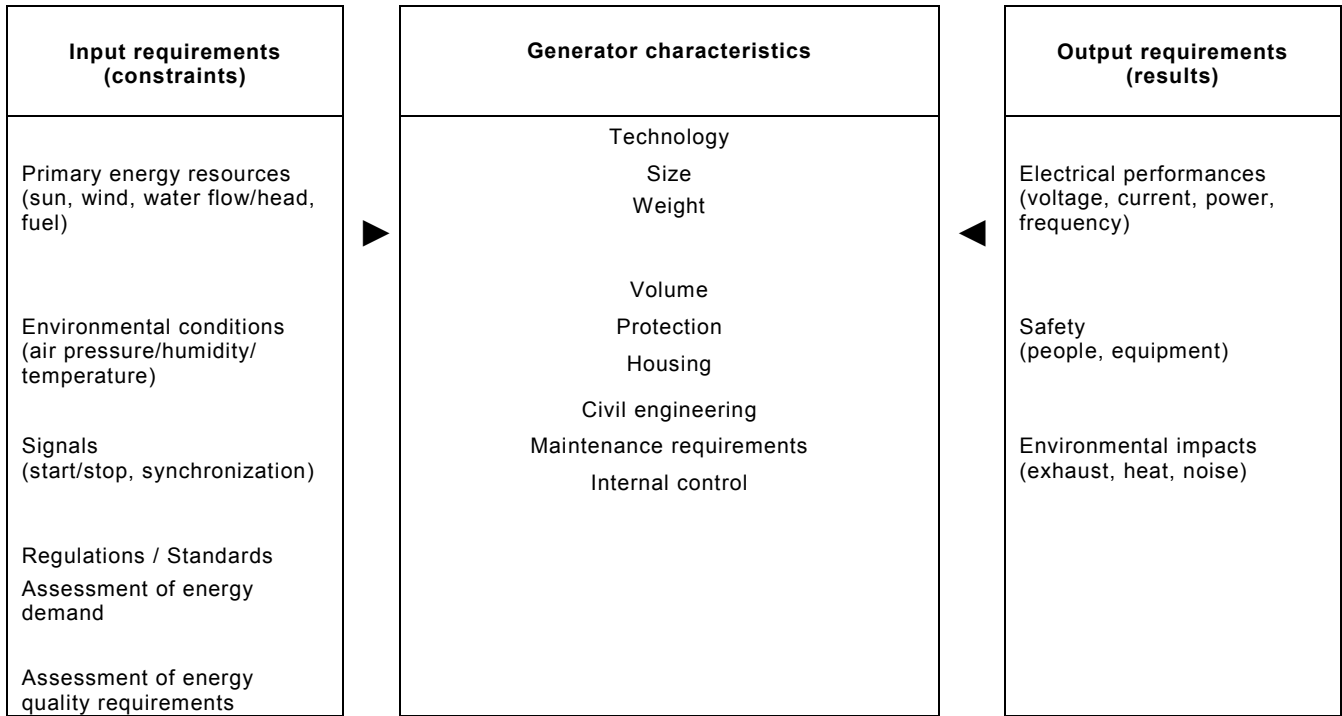 Input requirements
(constraints)
Primary energy resources
(sun, wind, water flow/head,
fuel)
Environmental conditions
(air pressure/humidity/
temperature)
Signals
(start/stop, synchronization)
Regulations / Standards
Assessment of energy
demand
Assessment of energy
quality requirements
Generator characteristics
Technology
Size
Weight
Volume
Protection
Housing
Civil engineering
Maintenance requirements
Internal control
Output requirements
(results)
Electrical performances
(voltage, current, power,
frequency)
Safety
(people, equipment)
Environmental impacts
(exhaust, heat, noise)